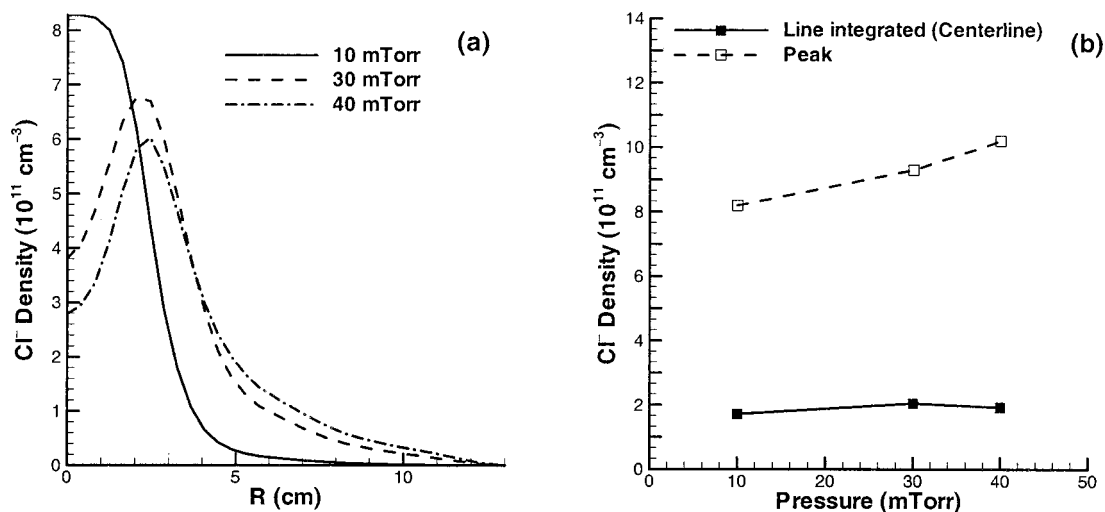 (a)
10 mTorr
30 mTorr
40 mTorr
Cl⁻ Density (10¹¹ cm⁻³)
8
7
6
5
4
3
2
1
0
0
5
10
R (cm)
(b)
Line integrated (Centerline)
Peak
Cl⁻ Density (10¹¹ cm⁻³)
14
12
10
8
6
4
2
0
0
10
20
30
40
50
Pressure (mTorr)